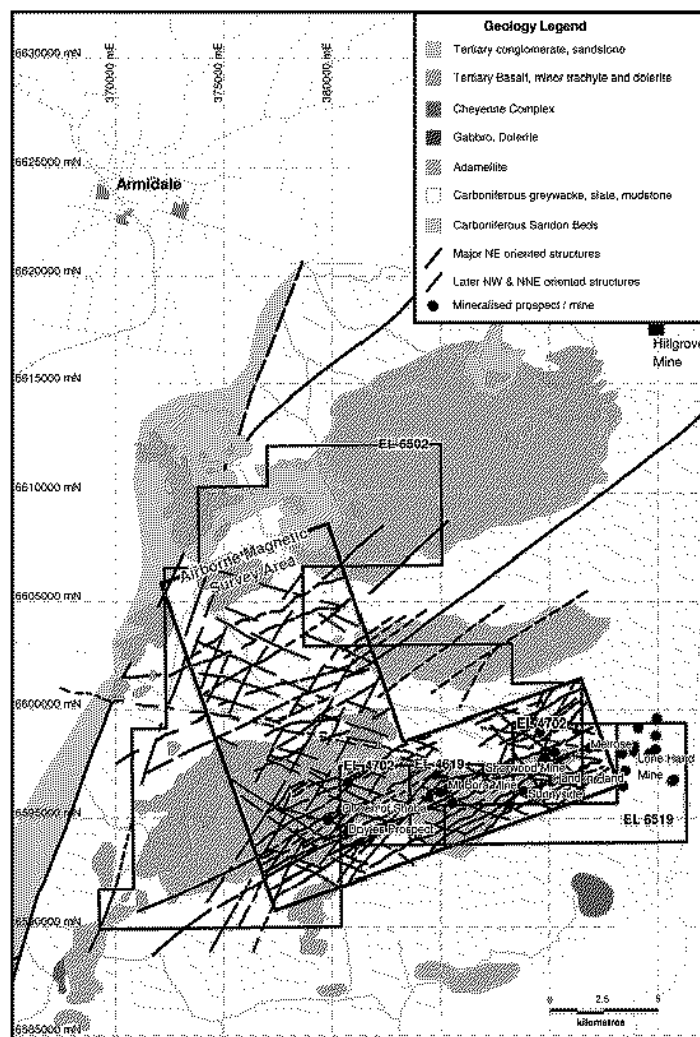 Geology Legend
Tertiary conglomerate, sandstone
Tertiary Basalt, minor trachyte and dolerite
Cheyenne Complex
Gabbro, Dolerite
Adamellite
Carboniferous greywacke, slate, mudstone
Carboniferous Sandon Beds
Major NE oriented structures
Later NW & NNE oriented structures
Mineralised prospect / mine
370000 mE
375000 mE
380000 mE
6630000 mN
6625000 mN
Armidale
6620000 mN
Hillgrove
Mine
6615000 mN
EL 6502
6610000 mN
Airborne Magnetic
Survey Area
6605000 mN
6600000 mN
EL 4702
Melrose
EL 4702
EL 4619
Sherwood Mine
Lone Hand
Mine
Sunnyside
6595000 mN
Doyles Prospect
EL 6519
6590000 mN
0 2.5 5
kilometres
6585000 mN